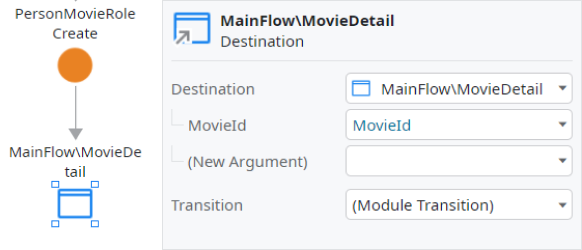 PersonMovieRole
Create
MainFlow\MovieDe
tail
MainFlow\MovieDetail
Destination
Destination
MainFlow\MovieDetail
MovieId
MovieId
(New Argument)
Transition
(Module Transition)